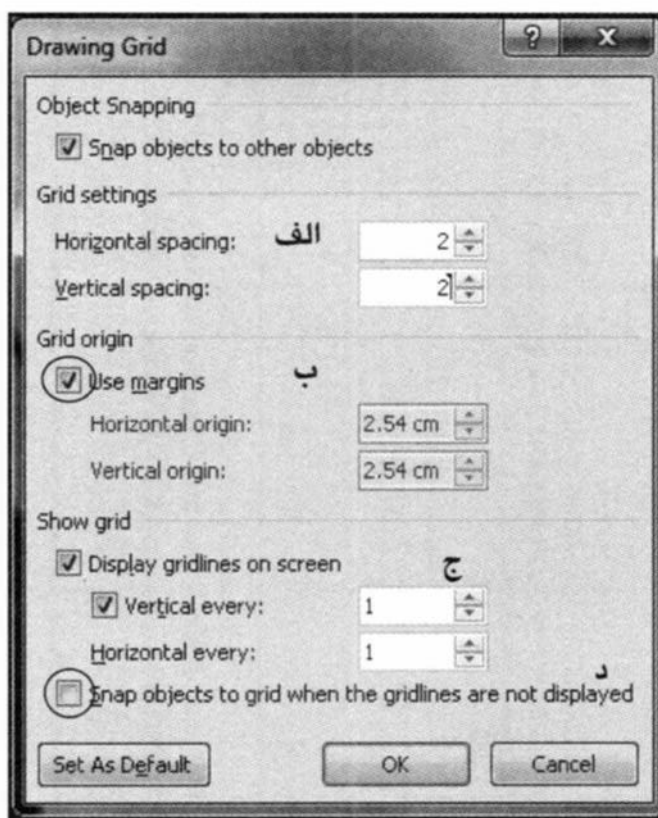 Drawing Grid
Object Snapping
Snap objects to other objects
Grid settings
Horizontal spacing: الف 2
Vertical spacing: 2
Grid origin
Use margins ب
Horizontal origin: 2.54 cm
Vertical origin: 2.54 cm
Show grid
Display gridlines on screen ج
Vertical every: 1
Horizontal every: 1
د
Snap objects to grid when the gridlines are not displayed
Set As Default OK Cancel